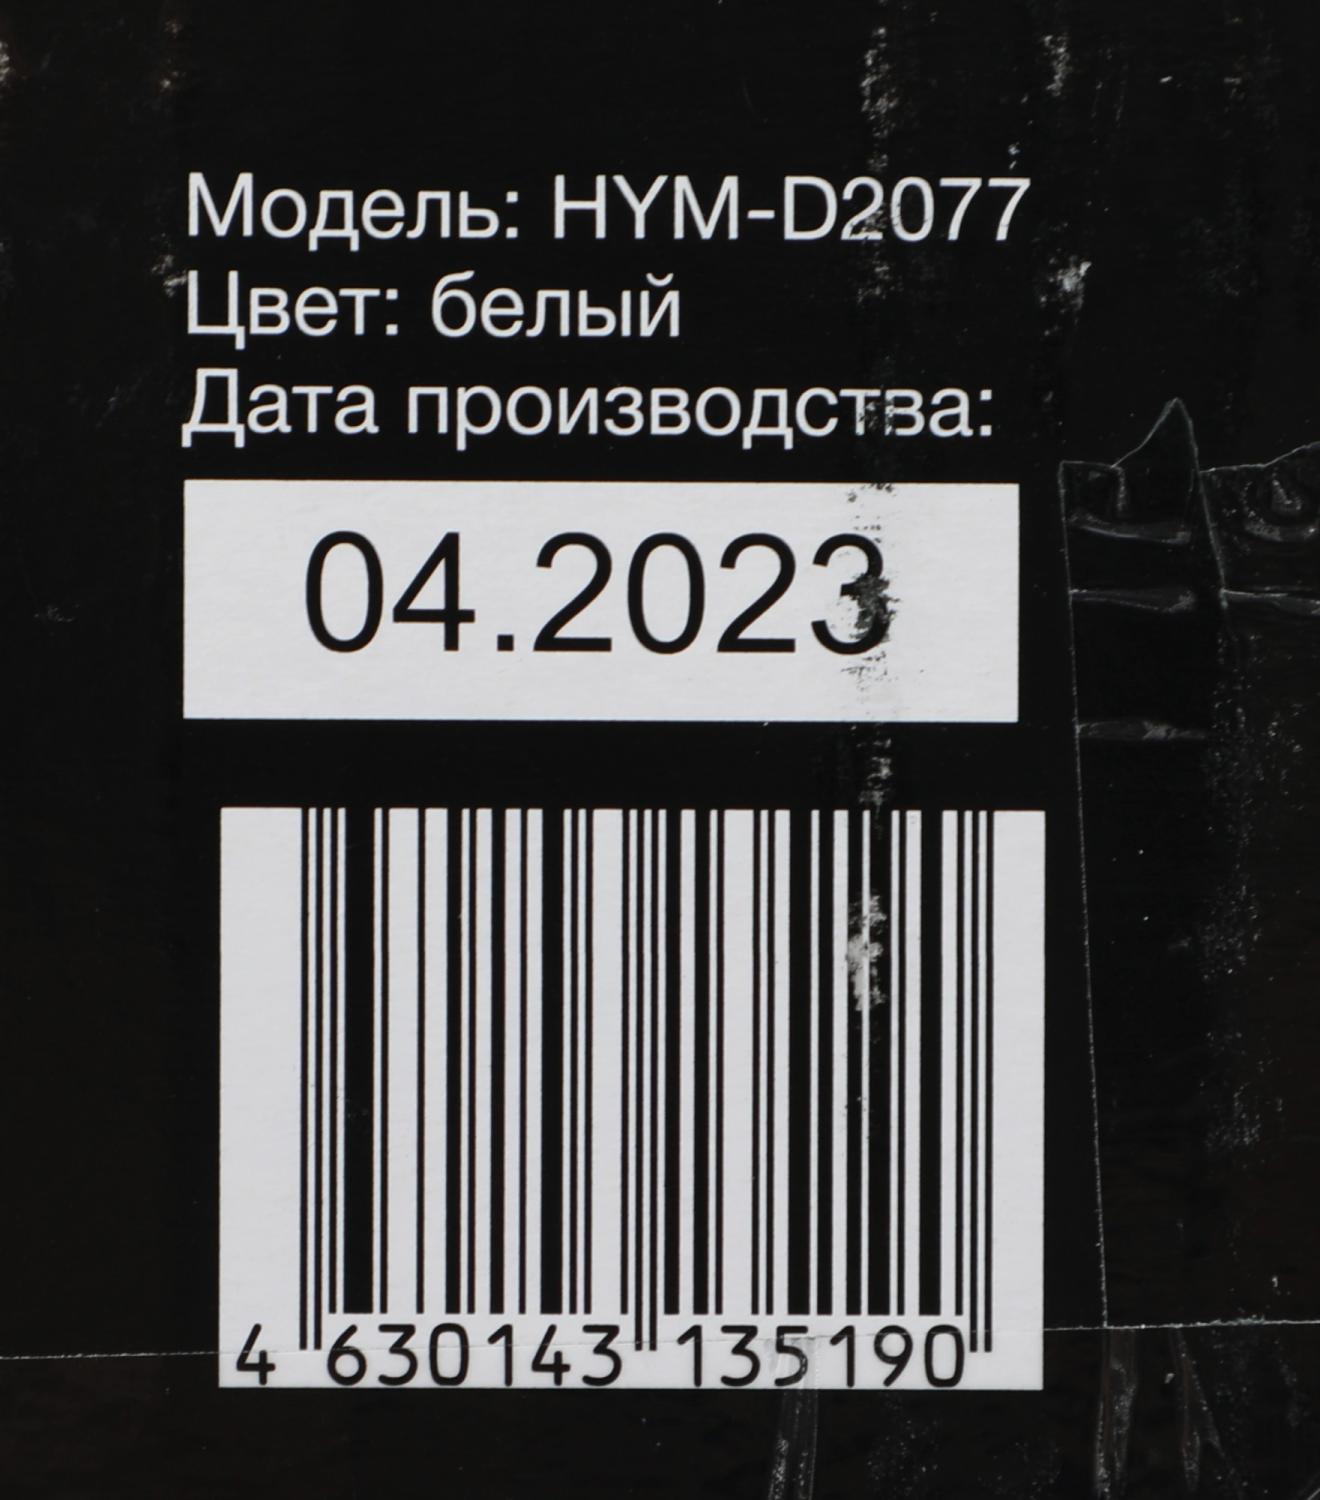 Модель: HYM-D2077
Цвет: белый
Дата производства:
04.2023
4 630143 135190